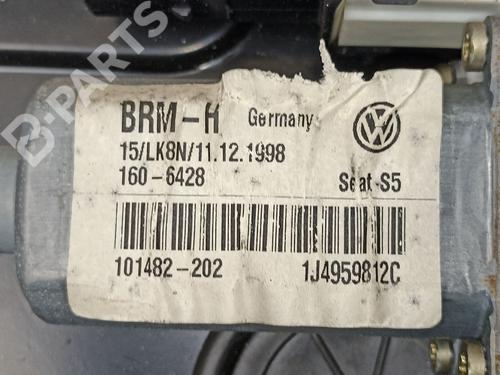 BRM-H Germany
15/LK8N/11.12.1998
160-6428 Seat-S5
101482-202 1J4959812C
B-PARTS